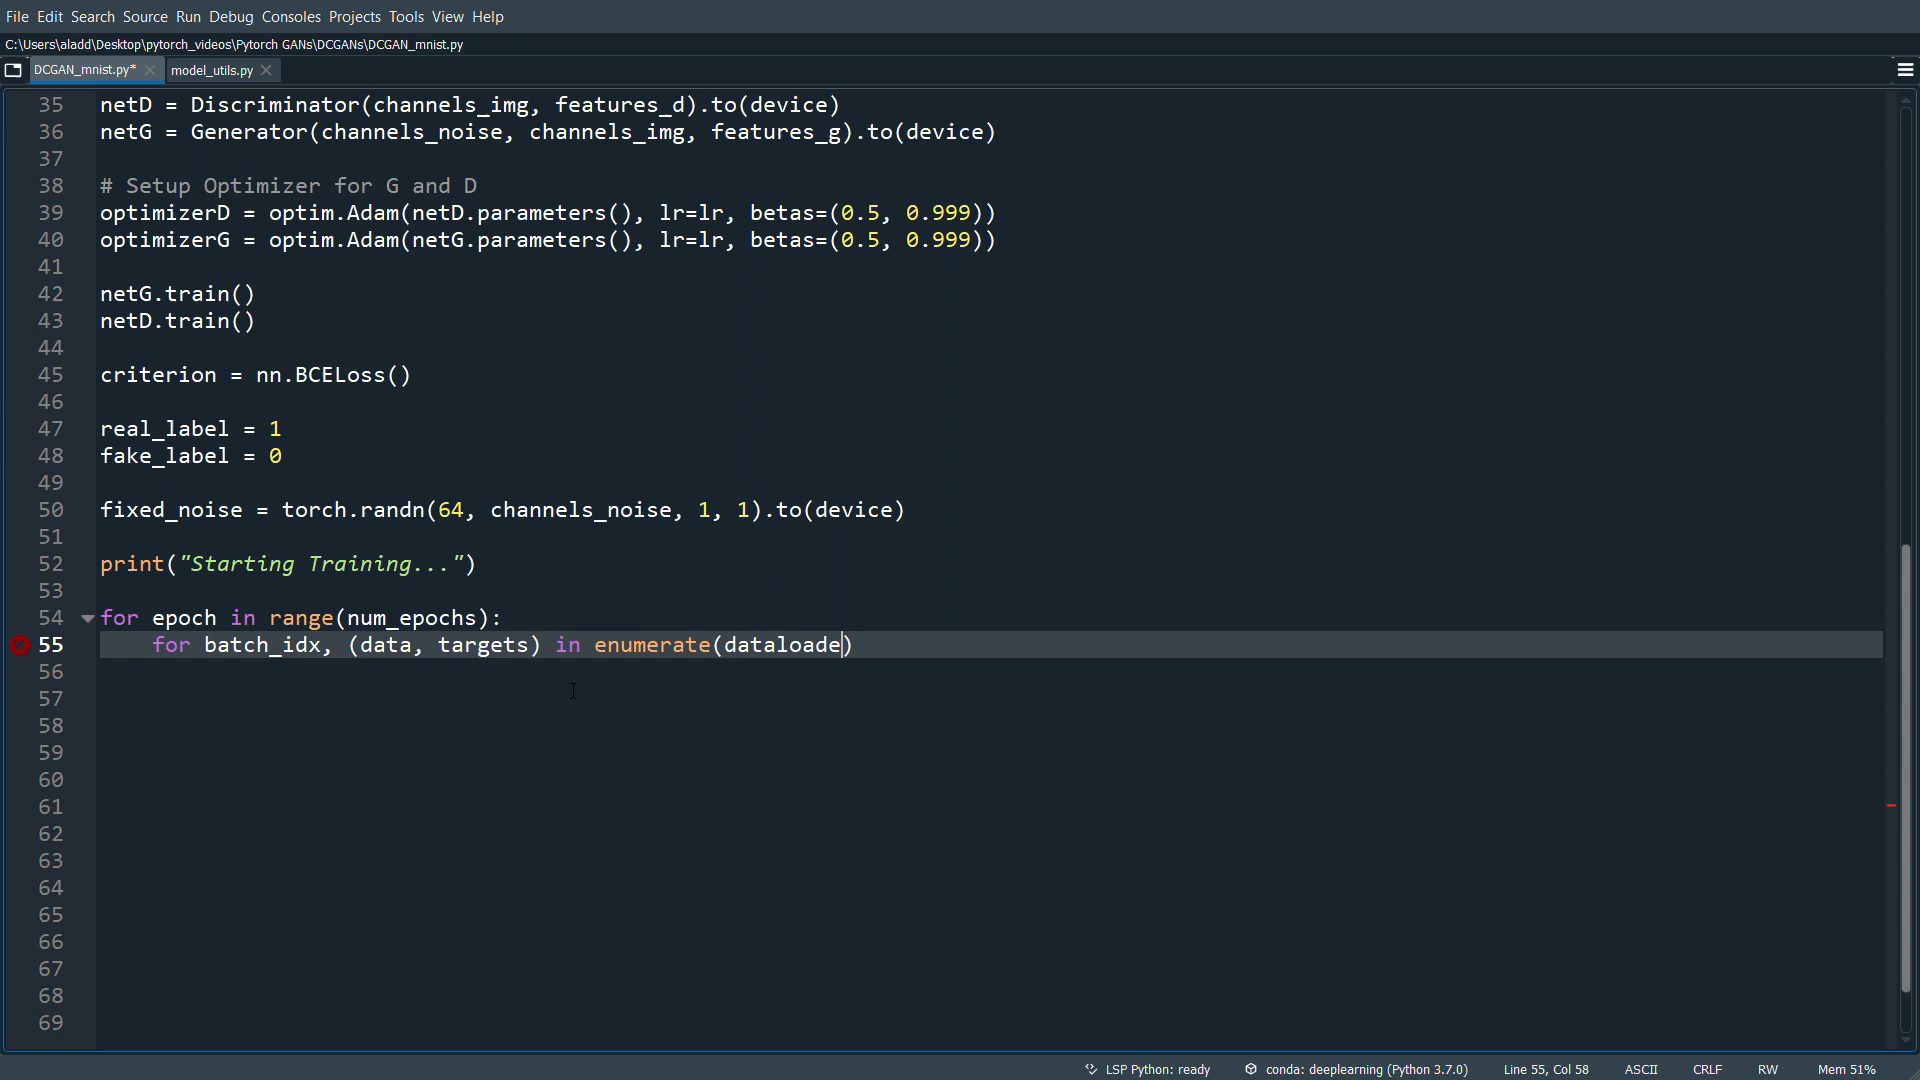 File Edit Search Source Run Debug Consoles Projects Tools View Help
C:\Users\aladd\Desktop\pytorch_videos\Pytorch GANs\DCGANs\DCGAN_mnist.py
DCGAN_mnist.py* model_utils.py
35 netD = Discriminator(channels_img, features_d).to(device)
36 netG = Generator(channels_noise, channels_img, features_g).to(device)
37
38 # Setup Optimizer for G and D
39 optimizerD = optim.Adam(netD.parameters(), lr=lr, betas=(0.5, 0.999))
40 optimizerG = optim.Adam(netG.parameters(), lr=lr, betas=(0.5, 0.999))
41
42 netG.train()
43 netD.train()
44
45 criterion = nn.BCELoss()
46
47 real_label = 1
48 fake_label = 0
49
50 fixed_noise = torch.randn(64, channels_noise, 1, 1).to(device)
51
52 print("Starting Training...")
53
54 for epoch in range(num_epochs):
55     for batch_idx, (data, targets) in enumerate(dataloade)
56
57
58
59
60
61
62
63
64
65
66
67
68
69
LSP Python: ready conda: deeplearning (Python 3.7.0) Line 55, Col 58 ASCII CRLF RW Mem 51%